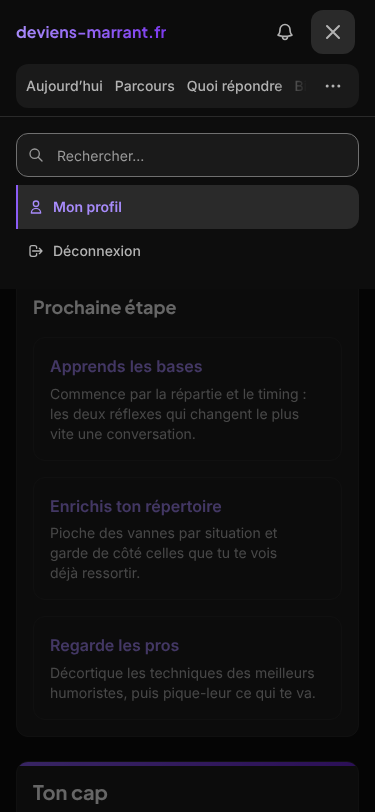 deviens-marrant.fr
Aujourd'hui Parcours Quoi répondre
Rechercher...
Mon profil
Déconnexion
Prochaine étape
Apprends les bases
Commence par la répartie et le timing :
les deux réflexes qui changent le plus
vite une conversation.
Enrichis ton répertoire
Pioche des vannes par situation et
garde de côté celles que tu te vois
déjà ressortir.
Regarde les pros
Décortique les techniques des meilleurs
humoristes, puis pique-leur ce qui te va.
Ton cap